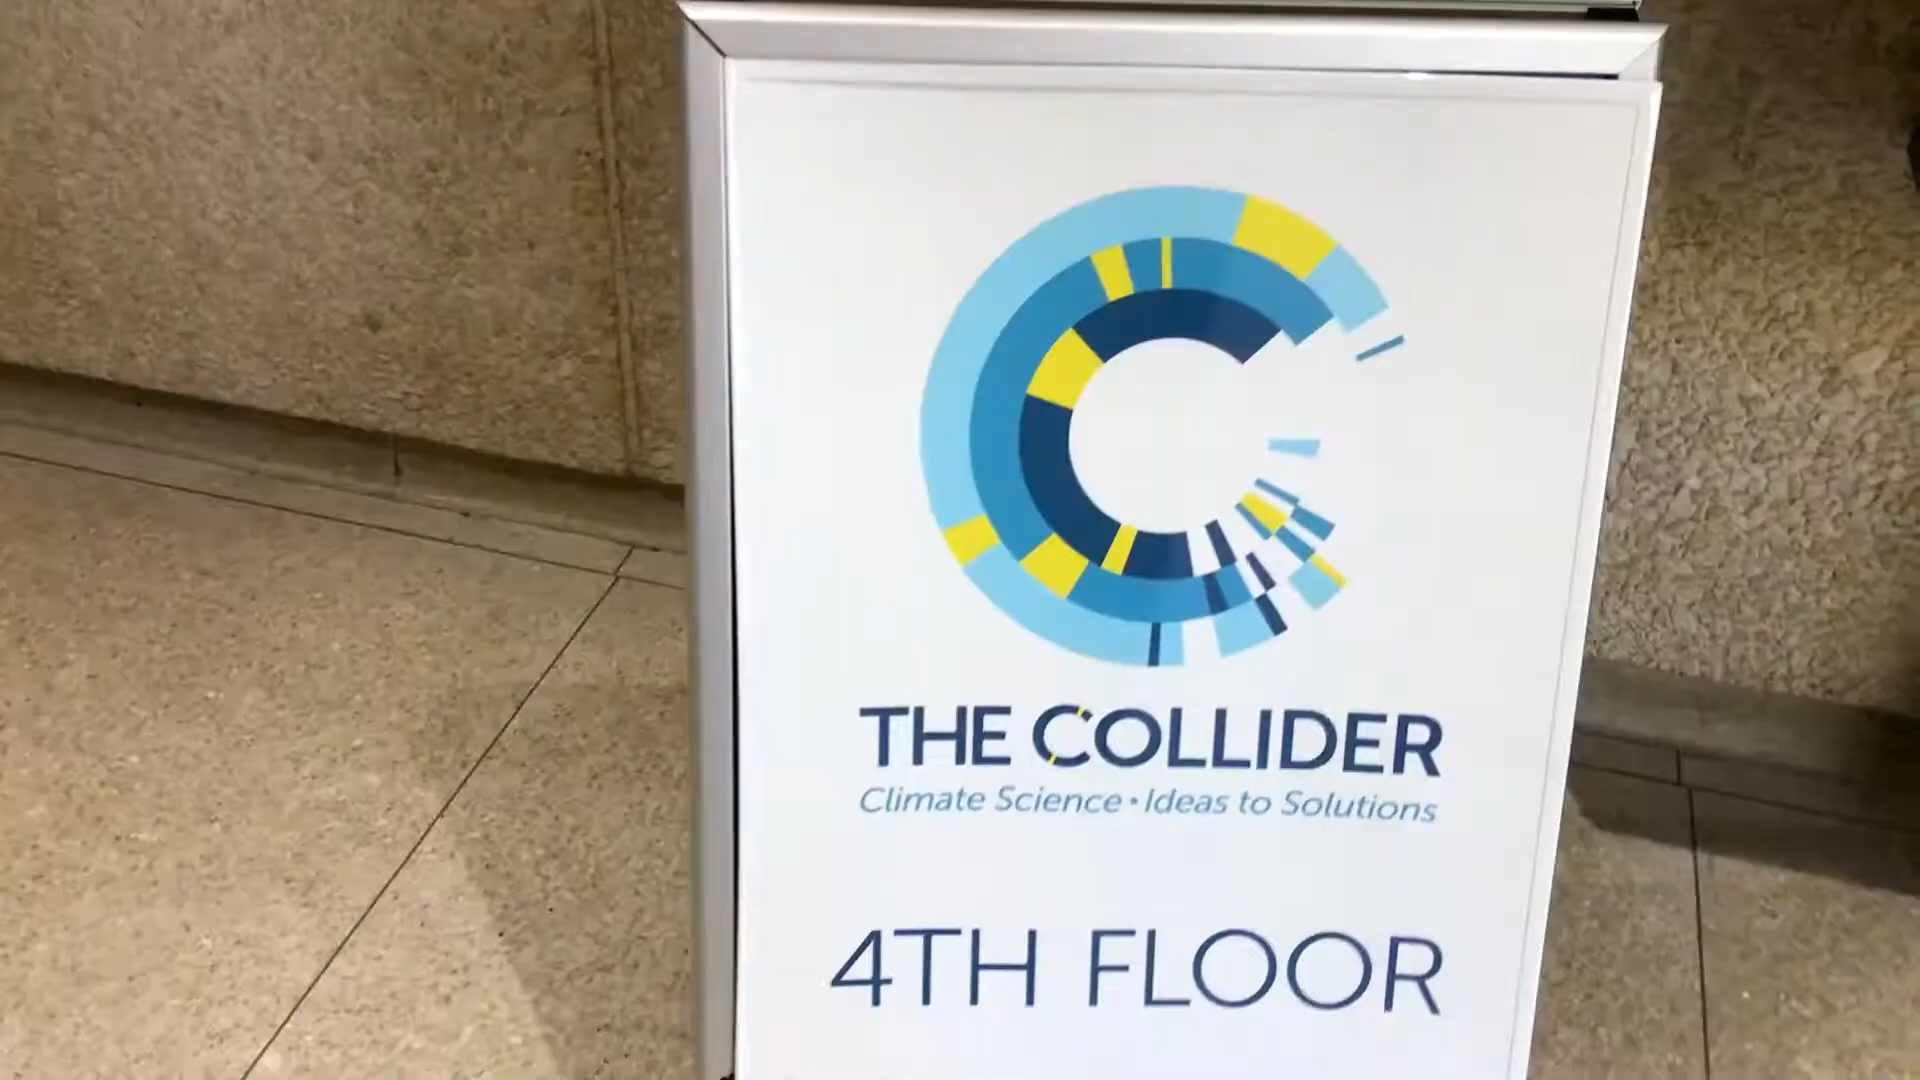 THE COLLIDER
Climate Science • Ideas to Solutions
4TH FLOOR